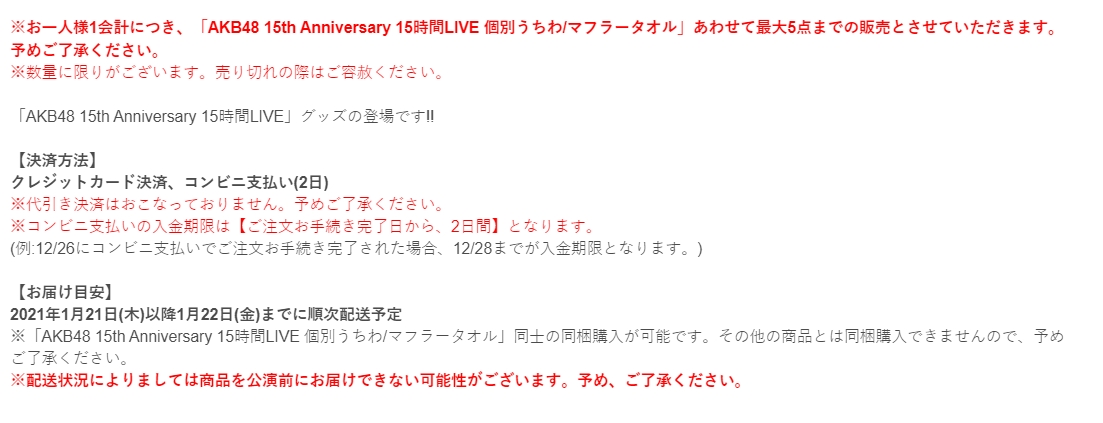 ※お一人様1会計につき、「AKB48 15th Anniversary 15時間LIVE 個別うちわ/マフラータオル」あわせて最大5点までの販売とさせていただきます。
予めご了承ください。
※数量に限りがございます。売り切れの際はご容赦ください。
「AKB48 15th Anniversary 15時間LIVE」グッズの登場です!!
【決済方法】
クレジットカード決済、コンビニ支払い(2日)
※代引き決済はおこなっておりません。予めご了承ください。
※コンビニ支払いの入金期限は【ご注文お手続き完了日から、2日間】となります。
(例:12/26にコンビニ支払いでご注文お手続き完了された場合、12/28までが入金期限となります。)
【お届け目安】
2021年1月21日(木)以降1月22日(金)までに順次配送予定
※「AKB48 15th Anniversary 15時間LIVE 個別うちわ/マフラータオル」同士の同梱購入が可能です。その他の商品とは同梱購入できませんので、予め
ご了承ください。
※配送状況によりましては商品を公演前にお届けできない可能性がございます。予め、ご了承ください。